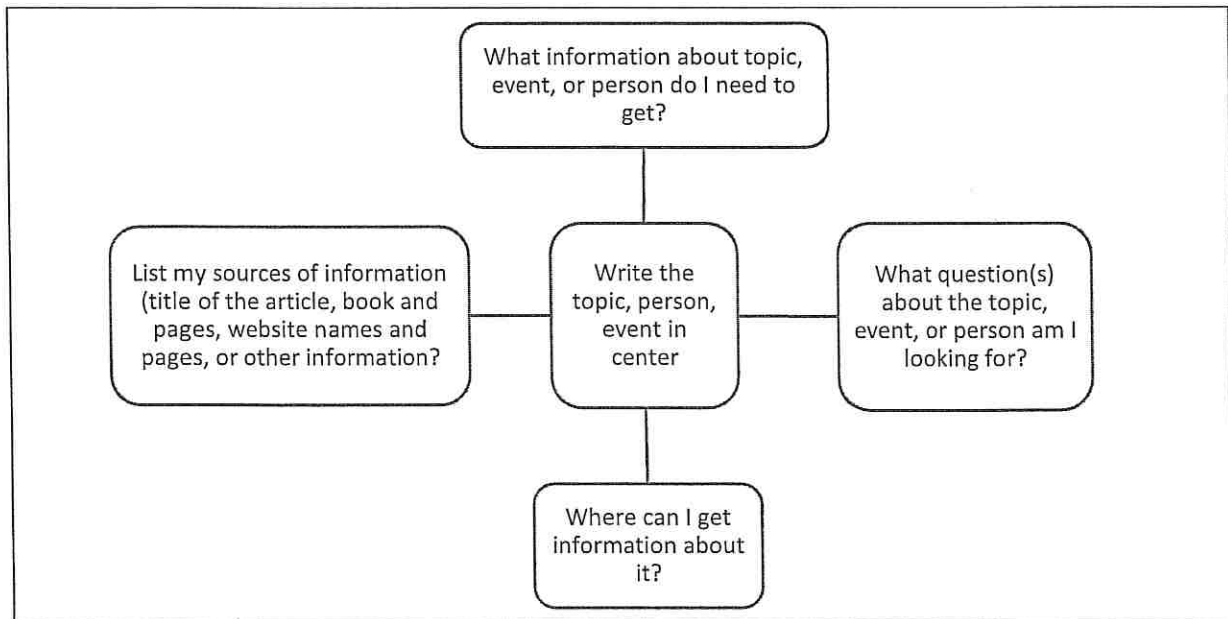 What information about topic,
event, or person do I need to
get?
List my sources of information
(title of the article, book and
pages, website names and
pages, or other information?
Write the
topic, person,
event in
center
What question(s)
about the topic,
event, or person am I
looking for?
Where can I get
information about
it?